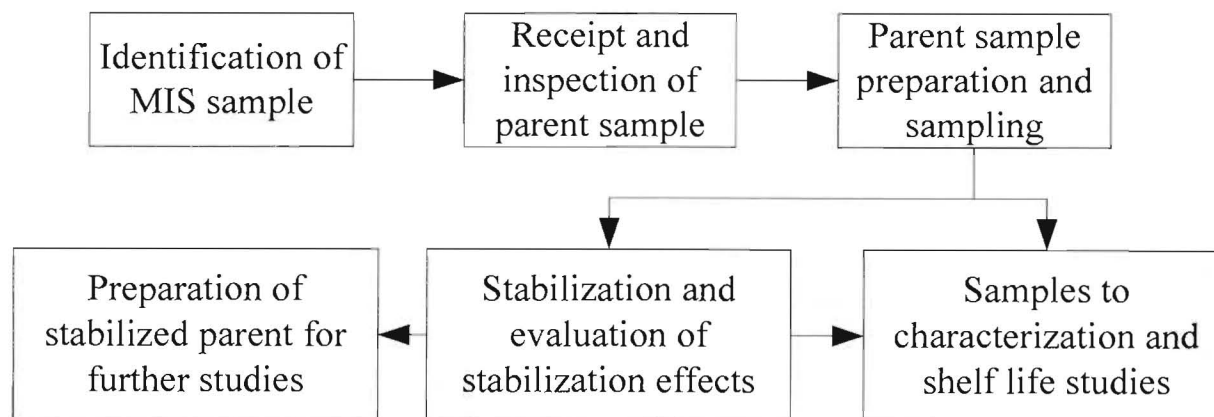 Identification of
MIS sample
Receipt and
inspection of
parent sample
Parent sample
preparation and
sampling
Preparation of
stabilized parent for
further studies
Stabilization and
evaluation of
stabilization effects
Samples to
characterization and
shelf life studies